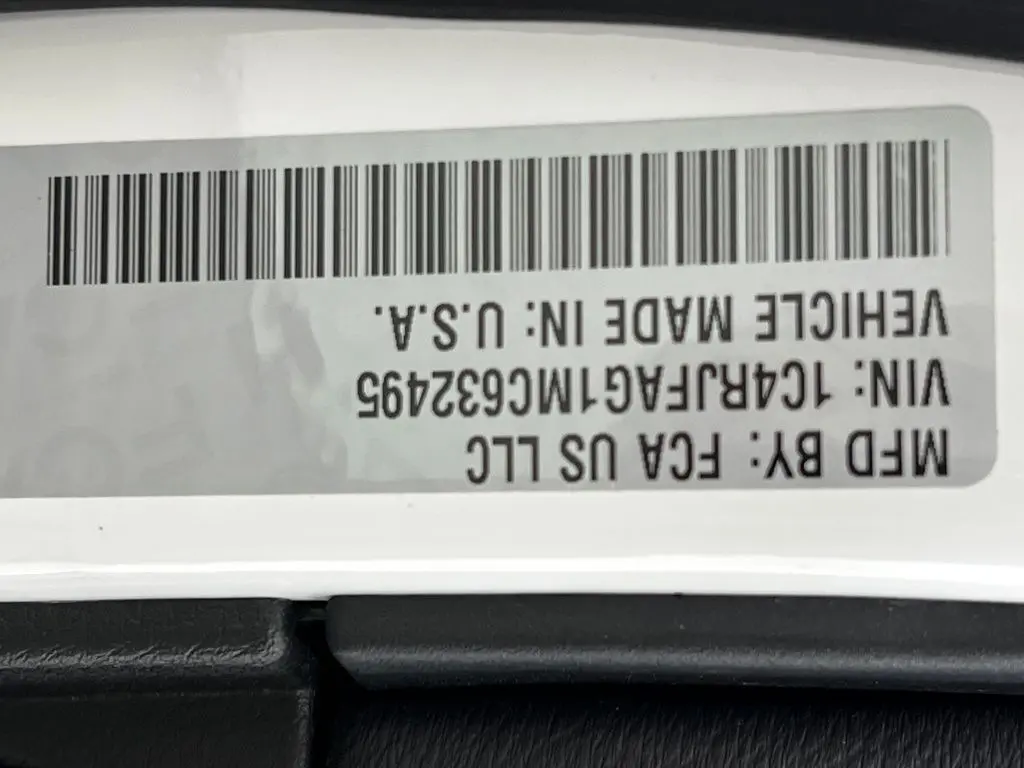 MFD BY: FCA US LLC
VIN: 1C4RJFAG1MC632495
VEHICLE MADE IN: U.S.A.